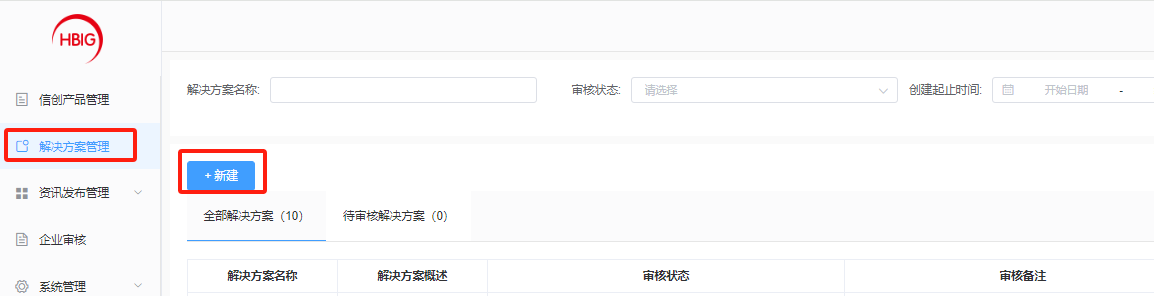 HBIG
信创产品管理
解决方案管理
资讯发布管理
企业审核
系统管理
解决方案名称: 审核状态: 请选择 创建起止时间: 开始日期 -
+ 新建
全部解决方案（10） 待审核解决方案（0）
解决方案名称 解决方案概述 审核状态 审核备注